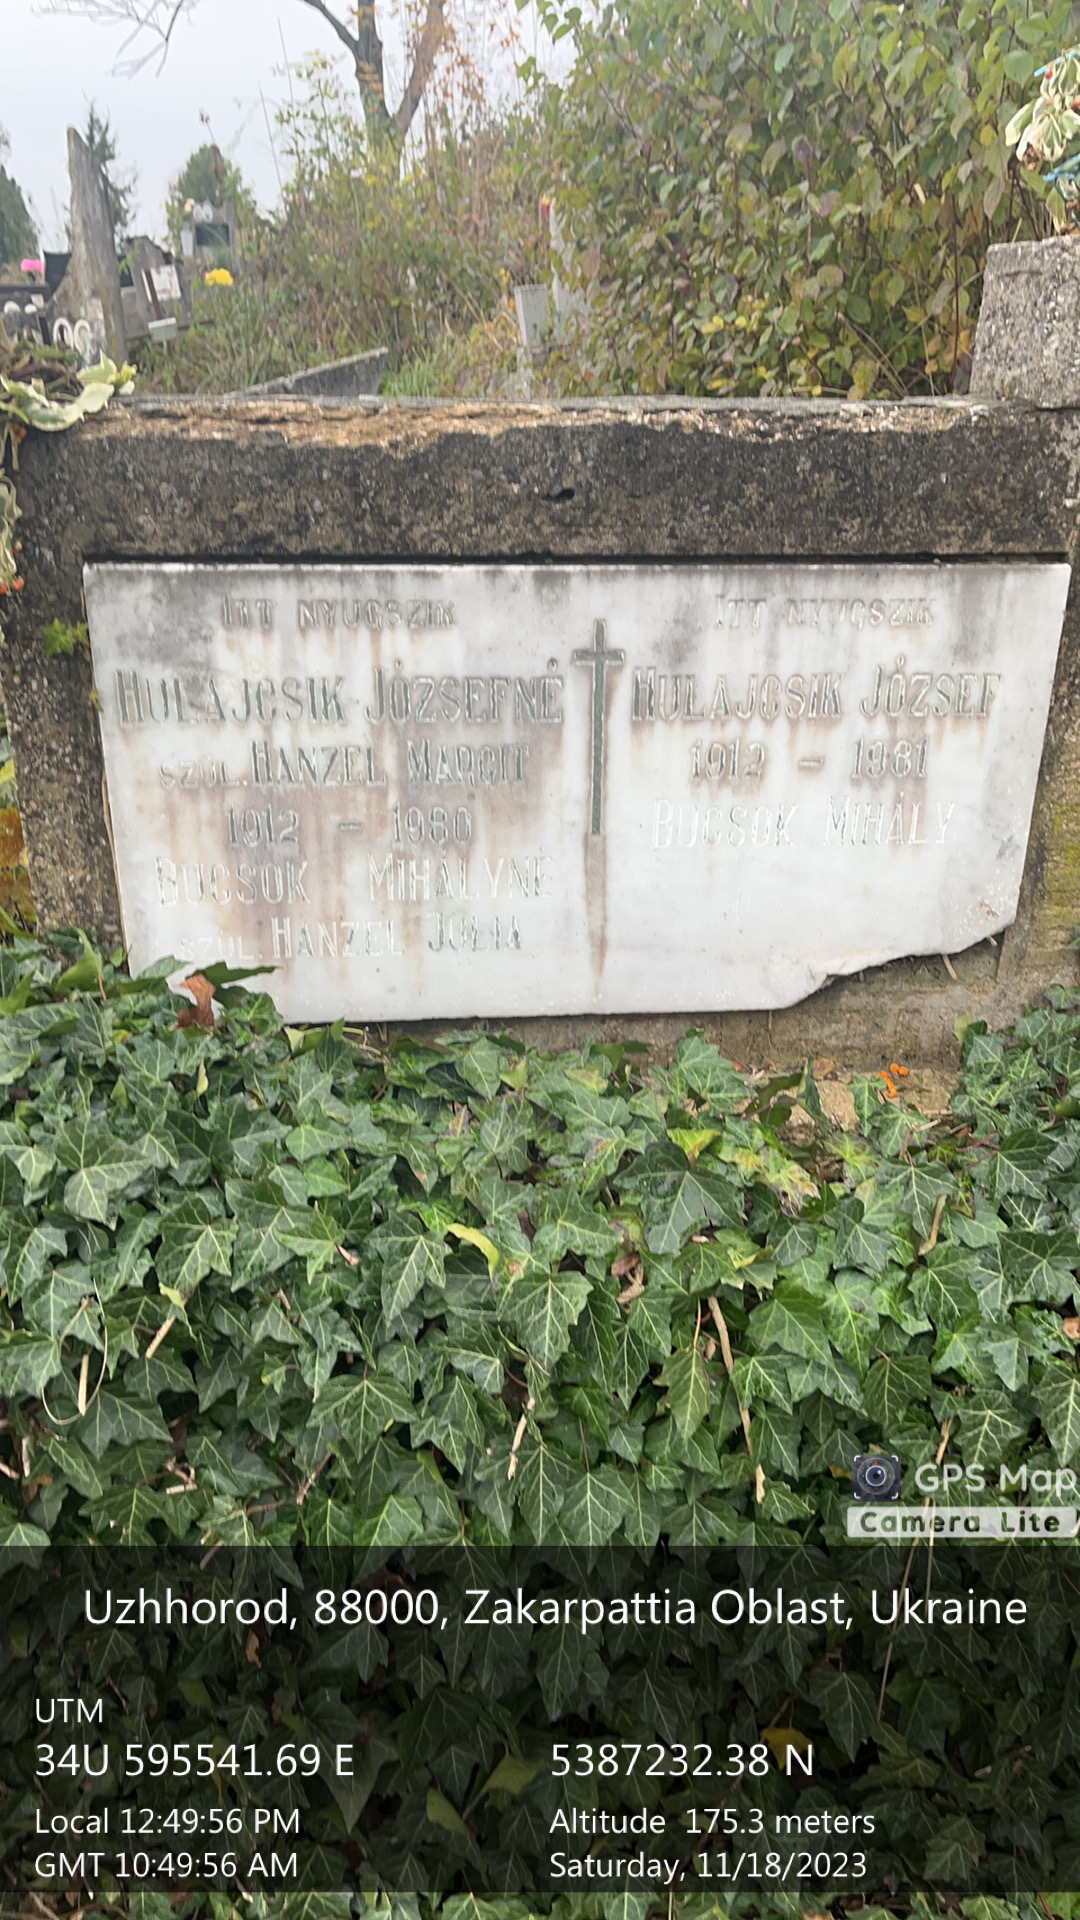 ITT NYUGSZIK
HULAJCSIK JÓZSEFNÉ
SZÜL. HANZEL MARGIT
1912 - 1980
BUCSOK MIHÁLYNÉ
SZÜL. HANZEL JÚLIA
ITT NYUGSZIK
HULAJCSIK JÓZSEF
1912 - 1981
BUCSOK MIHÁLY
GPS Map
Camera Lite
Uzhhorod, 88000, Zakarpattia Oblast, Ukraine
UTM
34U 595541.69 E 5387232.38 N
Local 12:49:56 PM Altitude 175.3 meters
GMT 10:49:56 AM Saturday, 11/18/2023